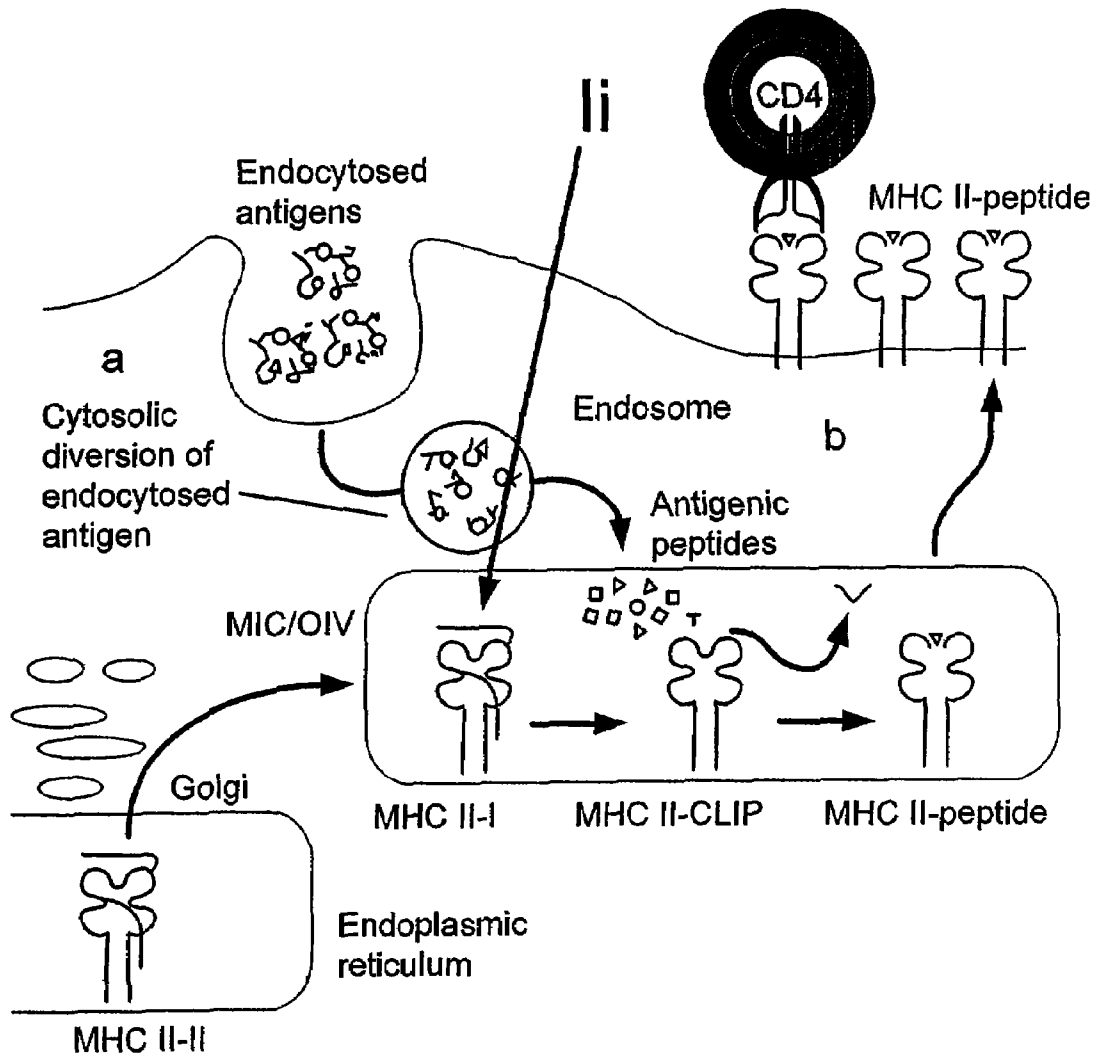 Ii
CD4
Endocytosed
antigens
MHC II-peptide
a
Cytosolic
diversion of
endocytosed
antigen
Endosome
b
Antigenic
peptides
MIC/OIV
Golgi
MHC II-I
MHC II-CLIP
MHC II-peptide
Endoplasmic
reticulum
MHC II-II